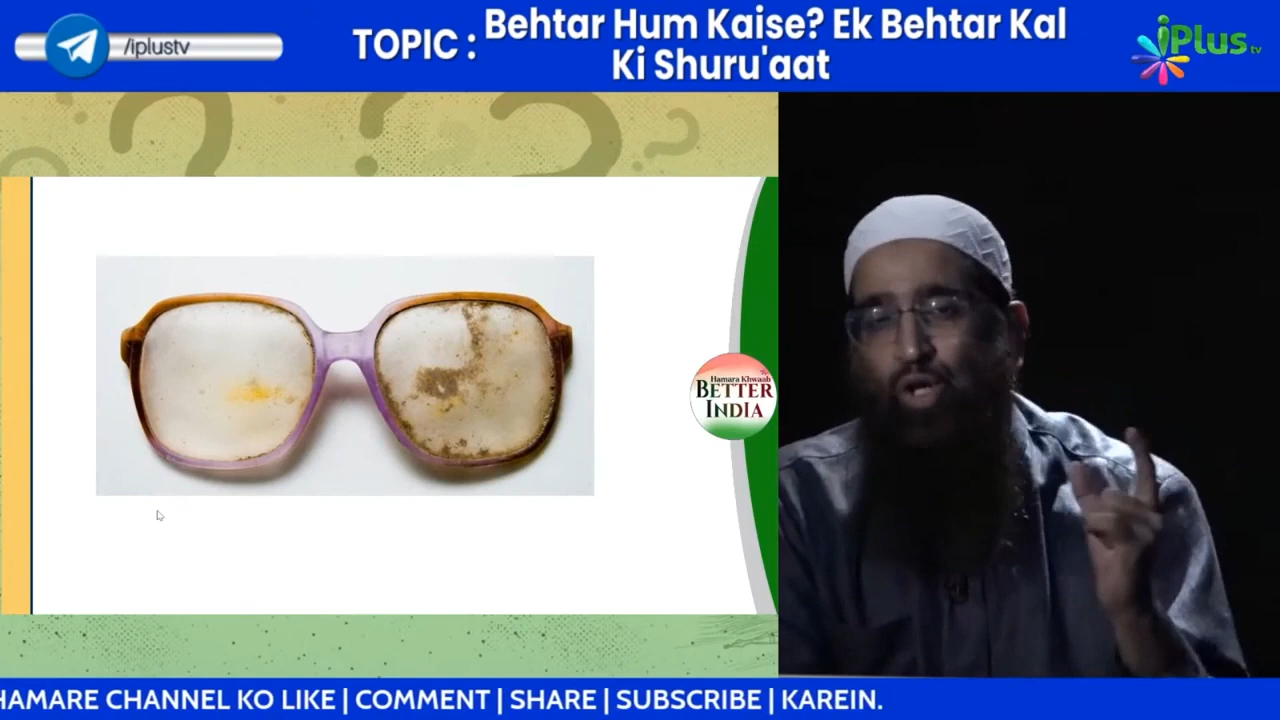 /iplustv
TOPIC :
Behtar Hum Kaise? Ek Behtar Kal
Ki Shuru'aat
iPlus tv
Hamara Khwaab
BETTER
INDIA
HAMARE CHANNEL KO LIKE | COMMENT | SHARE | SUBSCRIBE | KAREIN.